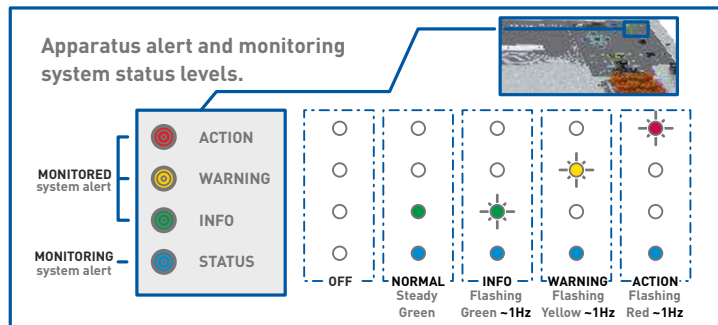 Apparatus alert and monitoring
system status levels.
ACTION
WARNING
INFO
STATUS
MONITORED
system alert
MONITORING
system alert
OFF
NORMAL
Steady
Green
INFO
Flashing
Green ~1Hz
WARNING
Flashing
Yellow ~1Hz
ACTION
Flashing
Red ~1Hz